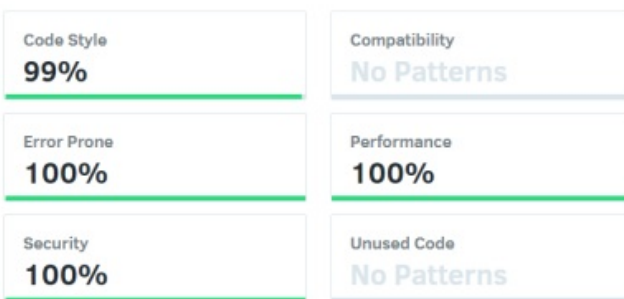 Code Style
99%
Compatibility
No Patterns
Error Prone
100%
Performance
100%
Security
100%
Unused Code
No Patterns